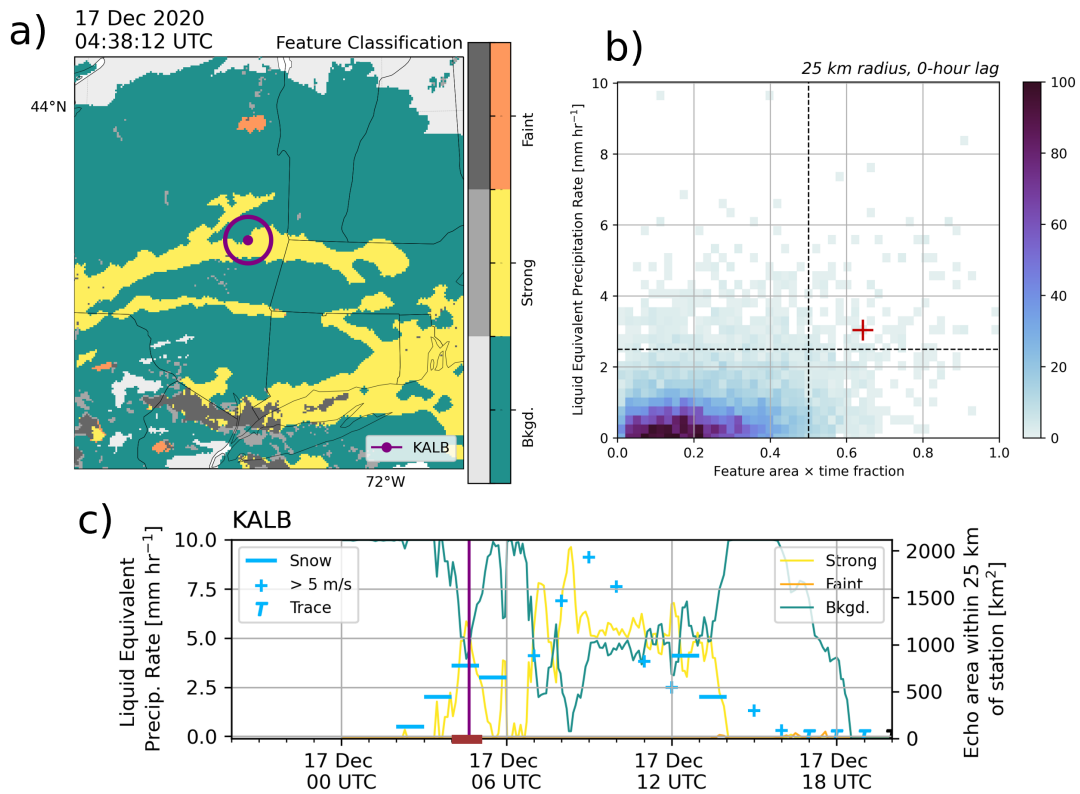 a)
17 Dec 2020
04:38:12 UTC
Feature Classification
44°N
72°W
KALB
Faint
Strong
Bkgd.
b)
25 km radius, 0-hour lag
Liquid Equivalent Precipitation Rate [mm hr⁻¹]
10
8
6
4
2
0
0.0 0.2 0.4 0.6 0.8 1.0
Feature area × time fraction
100
80
60
40
20
0
c)
KALB
Liquid Equivalent
Precip. Rate [mm hr⁻¹]
10.0
7.5
5.0
2.5
0.0
Snow
> 5 m/s
Trace
Strong
Faint
Bkgd.
2000
1500
1000
500
0
Echo area within 25 km
of station [km²]
17 Dec 17 Dec 17 Dec 17 Dec
00 UTC 06 UTC 12 UTC 18 UTC